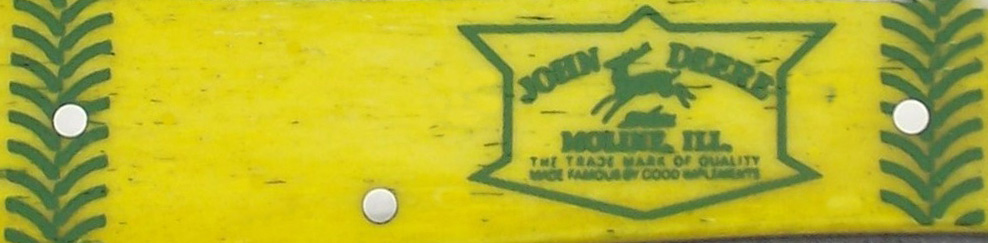 JOHN DEERE
MOLINE, ILL.
THE TRADE MARK OF QUALITY
MADE FAMOUS BY GOOD IMPLEMENTS